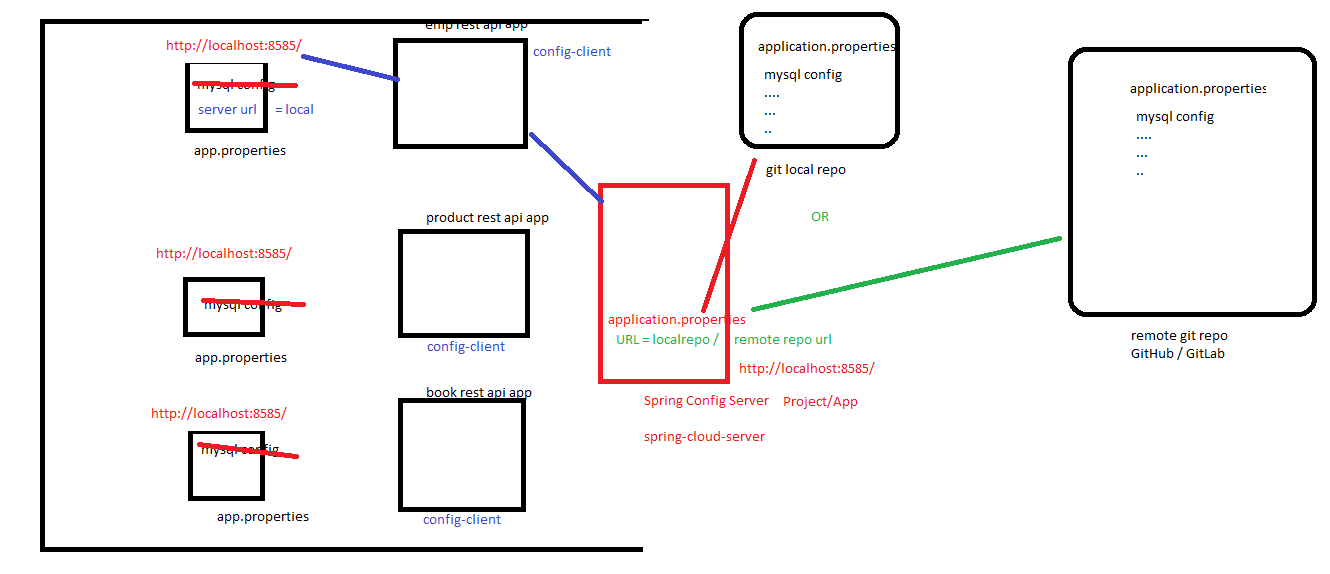 emp rest api app
http://localhost:8585/
config-client
mysql config
server url = local
app.properties
application.properties
mysql config
....
...
..
git local repo
OR
application.properties
mysql config
....
...
..
remote git repo
GitHub / GitLab
product rest api app
http://localhost:8585/
mysql config
app.properties
config-client
application.properties
URL = localrepo / remote repo url
http://localhost:8585/
Spring Config Server Project/App
spring-cloud-server
book rest api app
http://localhost:8585/
mysql config
app.properties
config-client